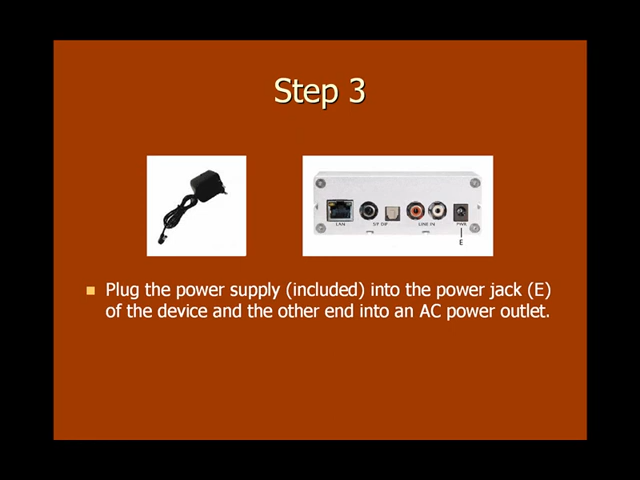 Step 3
LAN
S/P DIF
LINE IN
PWR
E
Plug the power supply (included) into the power jack (E)
of the device and the other end into an AC power outlet.